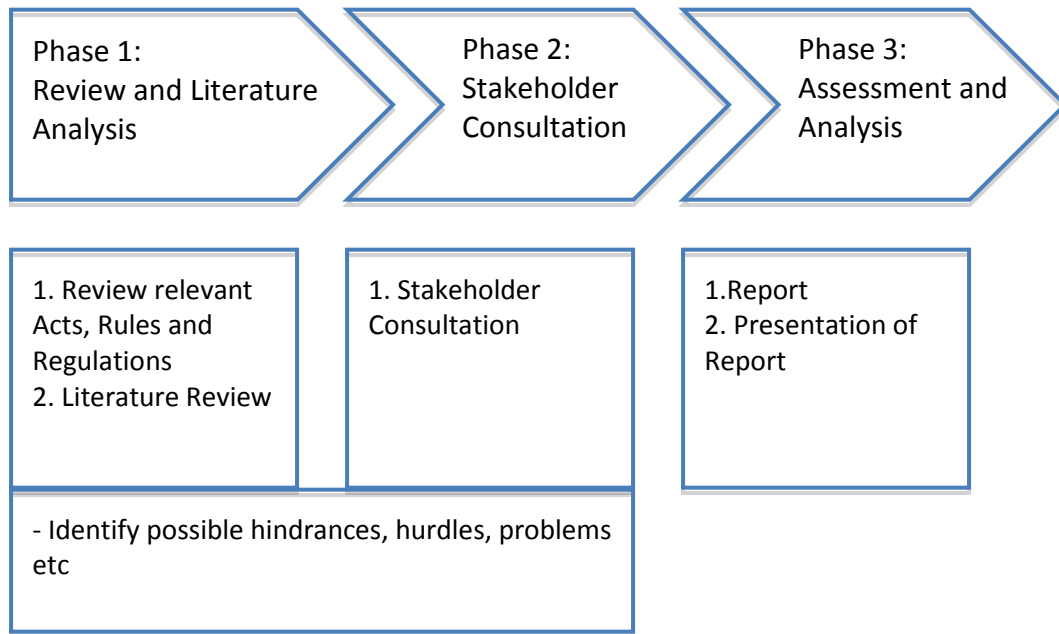 Phase 1:
Review and Literature
Analysis
Phase 2:
Stakeholder
Consultation
Phase 3:
Assessment and
Analysis
1. Review relevant
Acts, Rules and
Regulations
2. Literature Review
1. Stakeholder
Consultation
1.Report
2. Presentation of
Report
- Identify possible hindrances, hurdles, problems
etc